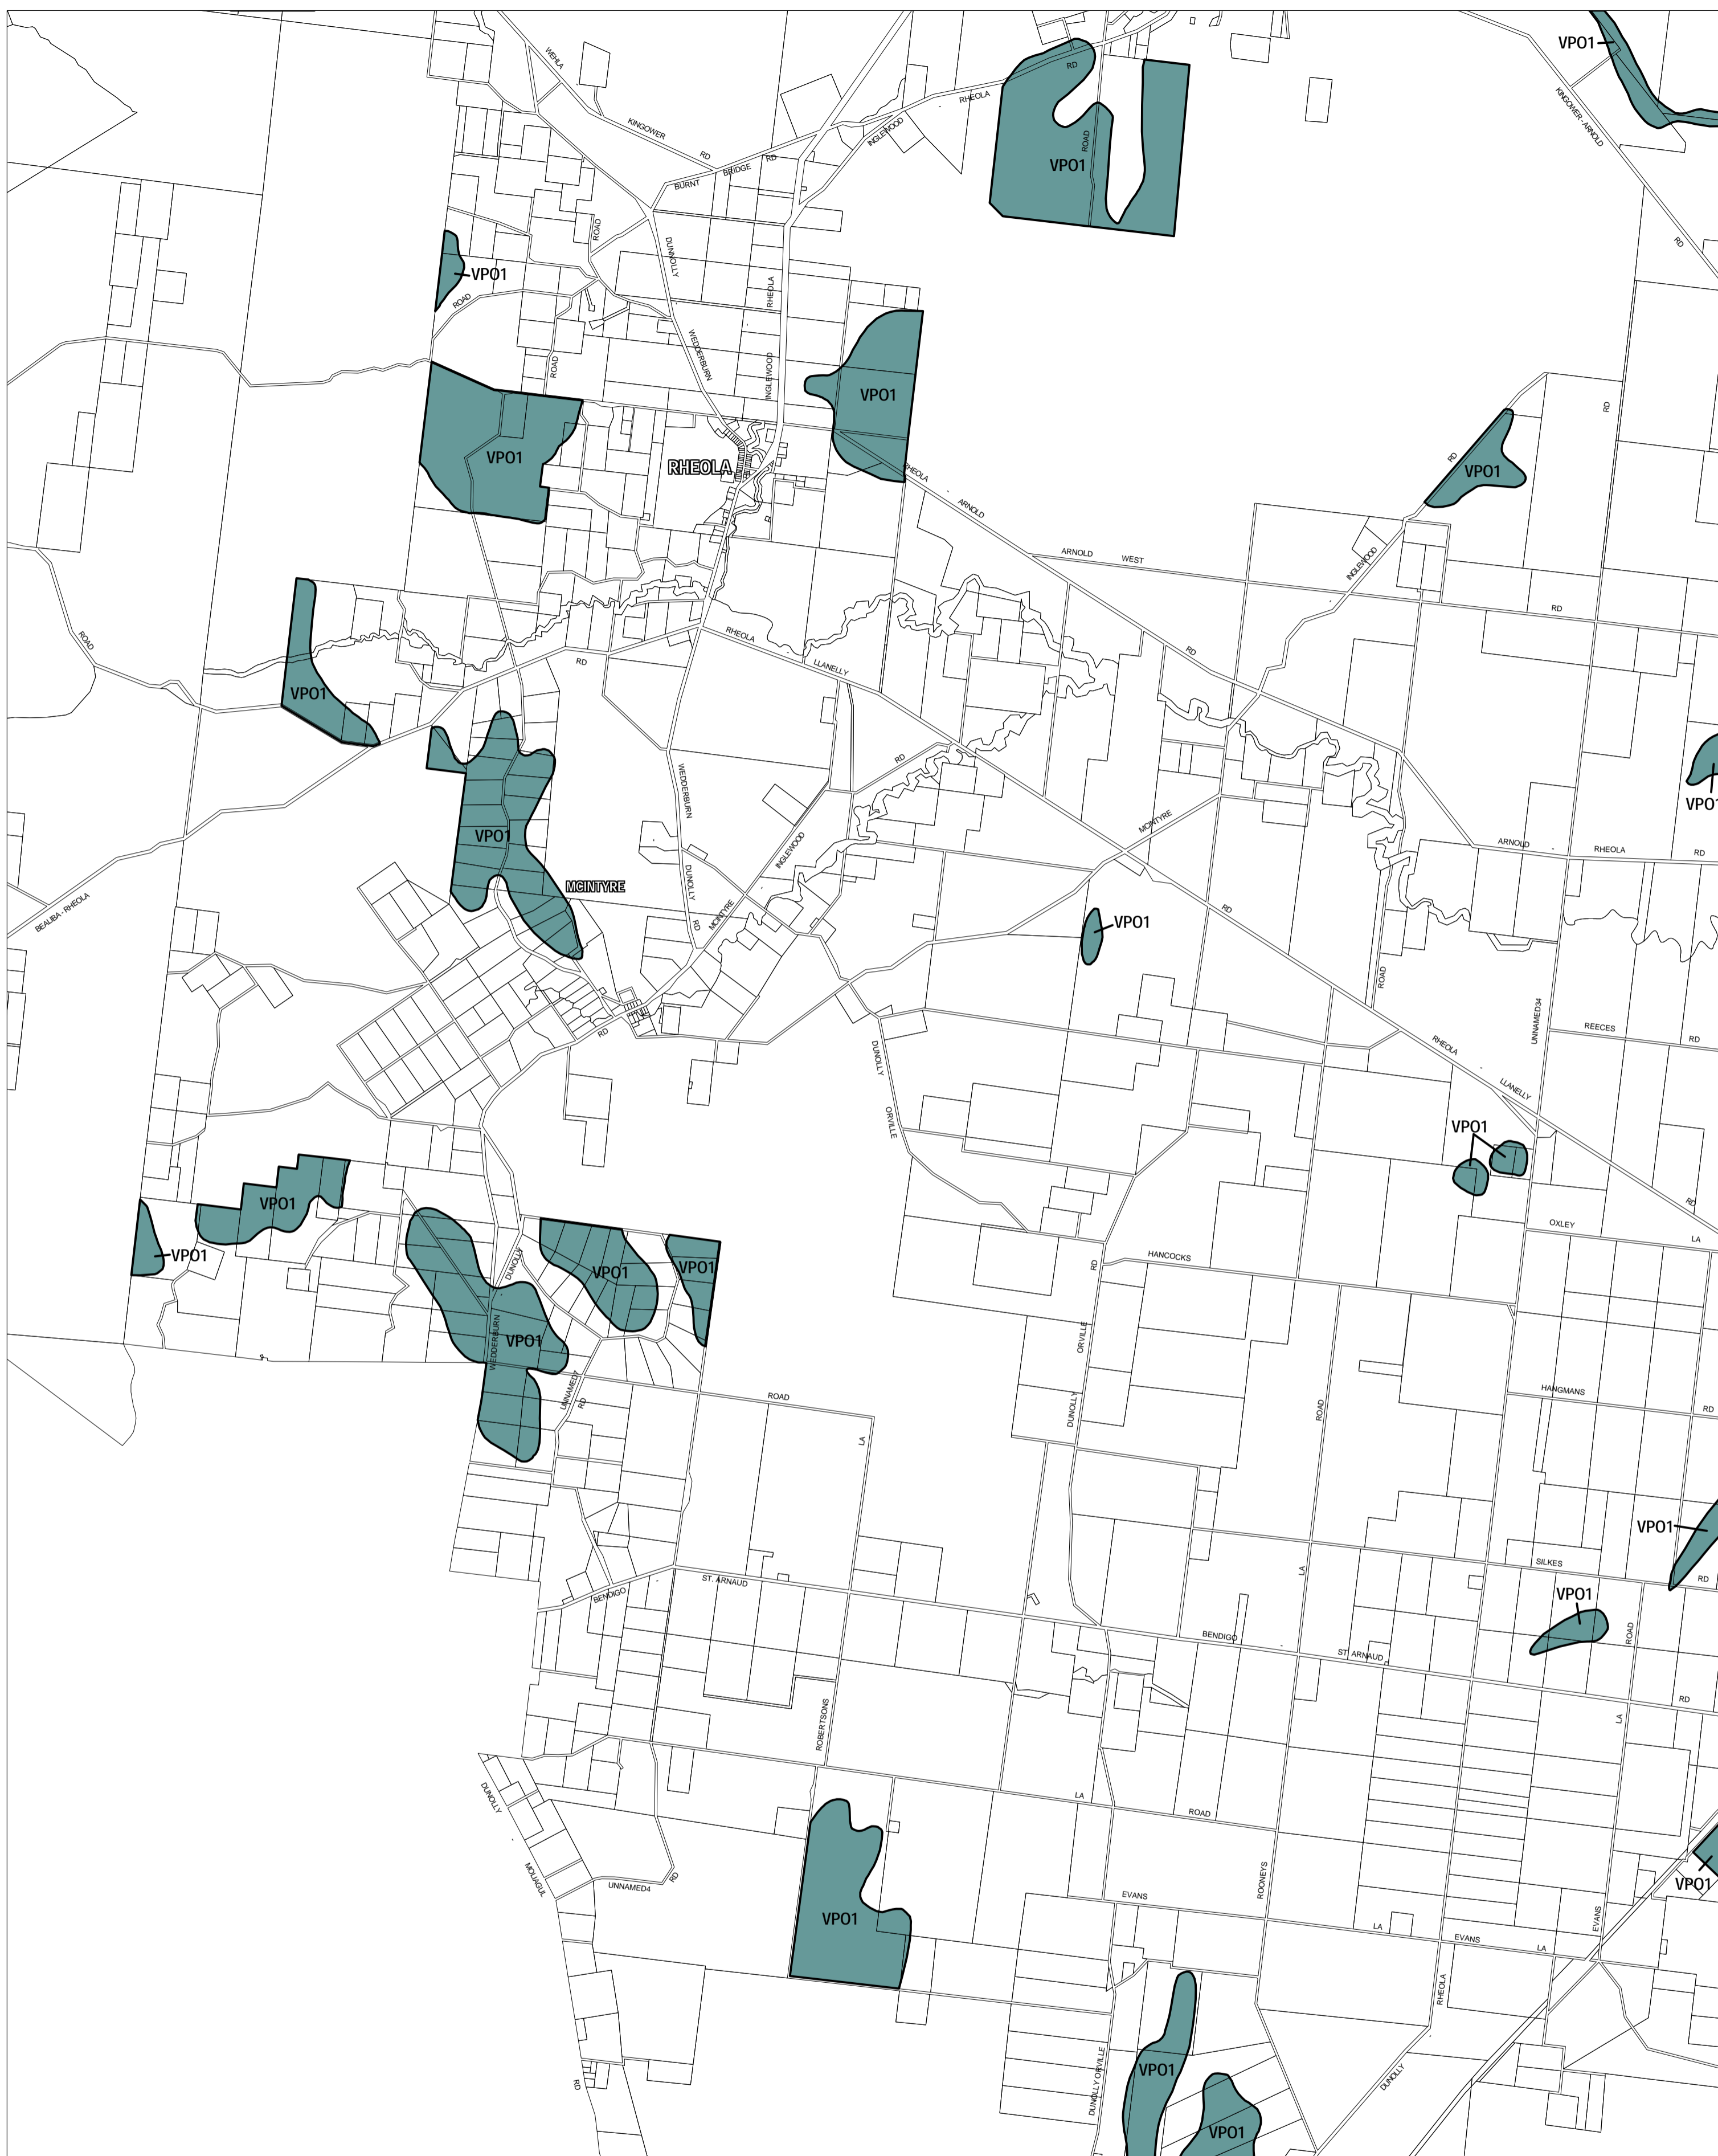 VPO1
WEHLA
RD
VPO1
RHEOLA
KINGOWER - ARNOLD
KINGOWER
INGLEWOOD
ROAD
RD
RD
BRIDGE
VPO1
BURNT
ROAD
RD
DUNNOLLY
VPO1
RHEOLA
ROAD
WEDDERBURN
ROAD
INGLEWOOD
VPO1
RD
VPO1
RHEOLA
RHEOLA
RD
VPO1
ARNOLD
ARNOLD
WEST
INGLEWOOD
RD
ROAD
RHEOLA
RD
LLANELLY
RD
VPO1
RD
WEDDERBURN
VPO1
MCINTYRE
VPO1
INGLEWOOD
ARNOLD
RHEOLA
RD
DUNOLLY
MCINTYRE
BEALIBA - RHEOLA
MCINTYRE
RD
VPO1
RD
ROAD
UNNAMED34
REECES
RD
RD
DUNOLLY
RHEOLA
LLANELLY
ORVILLE
VPO1
VPO1
RD
OXLEY
LA
VPO1
DUNOLLY
VPO1
VPO1
HANCOCKS
RD
WEDDERBURN
VPO1
ORVILLE
UNNAMED7
RD
ROAD
HANGMANS
RD
DUNOLLY
ROAD
LA
VPO1
SILKES
RD
LA
ST. ARNAUD
BENDIGO
VPO1
BENDIGO
ROAD
ST. ARNAUD
RD
ROBERTSONS
LA
DUNOLLY
LA
ROAD
MOLIAGUL
UNNAMED4
RD
ROONEYS
VPO1
EVANS
VPO1
LA
EVANS
EVANS
LA
RHEOLA
VPO1
DUNOLLY
RD
DUNOLLY ORVILLE
VPO1